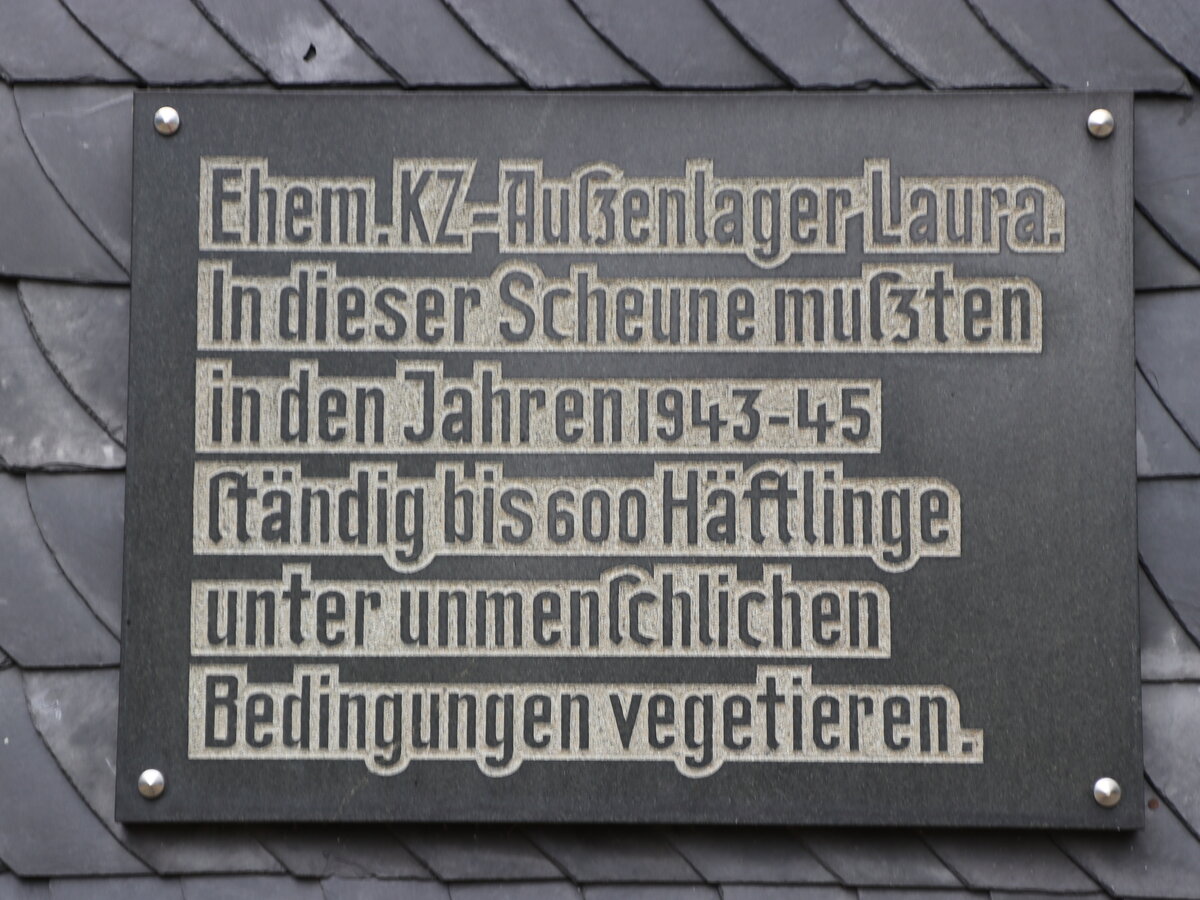 Ehem. KZ-Außenlager Laura.
In dieser Scheune mußten
in den Jahren 1943-45
ſtändig bis 600 Häftlinge
unter unmenſchlichen
Bedingungen vegetieren.